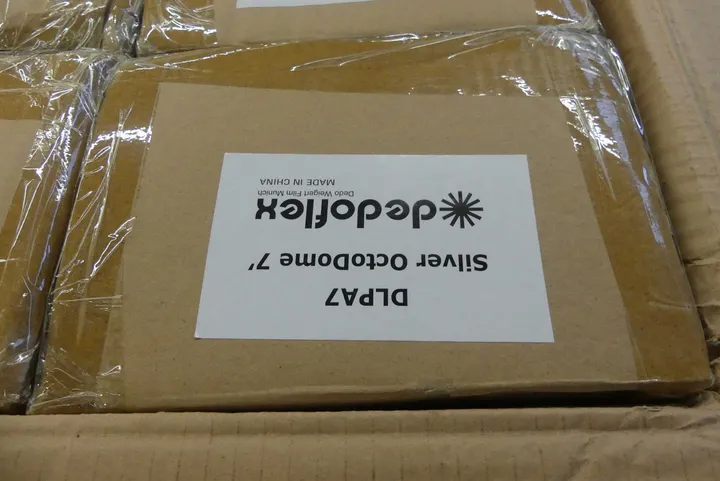 DLPA7
Silver OctoDome 7'
dedoflex
Dedo Weigert Film Munich
MADE IN CHINA